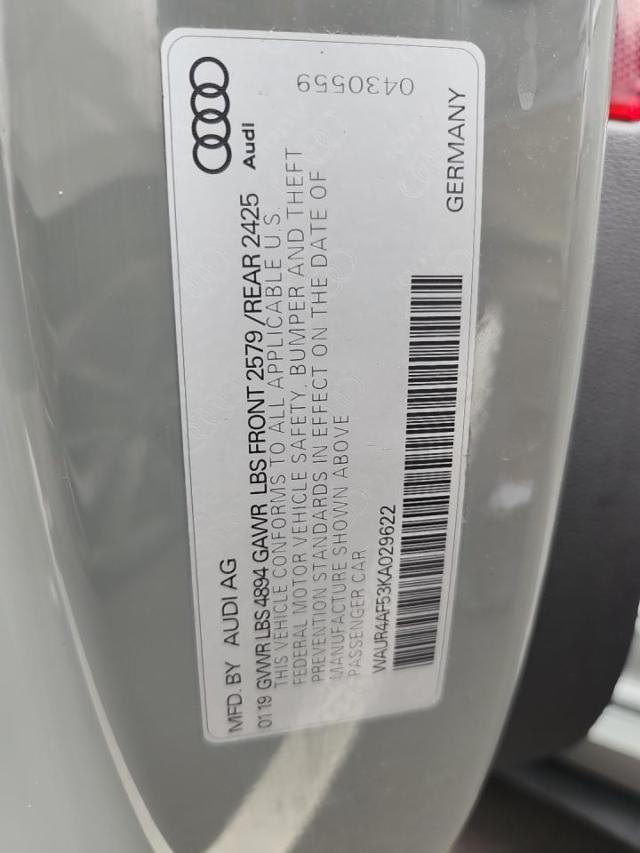 MFD. BY AUDI AG
Audi
0430559
01 19 GVWR LBS 4894 GAWR LBS FRONT 2579 /REAR 2425
THIS VEHICLE CONFORMS TO ALL APPLICABLE U.S.
FEDERAL MOTOR VEHICLE SAFETY, BUMPER AND THEFT
PREVENTION STANDARDS IN EFFECT ON THE DATE OF
MANUFACTURE SHOWN ABOVE
PASSENGER CAR
WAUR4AF53KA029622
GERMANY